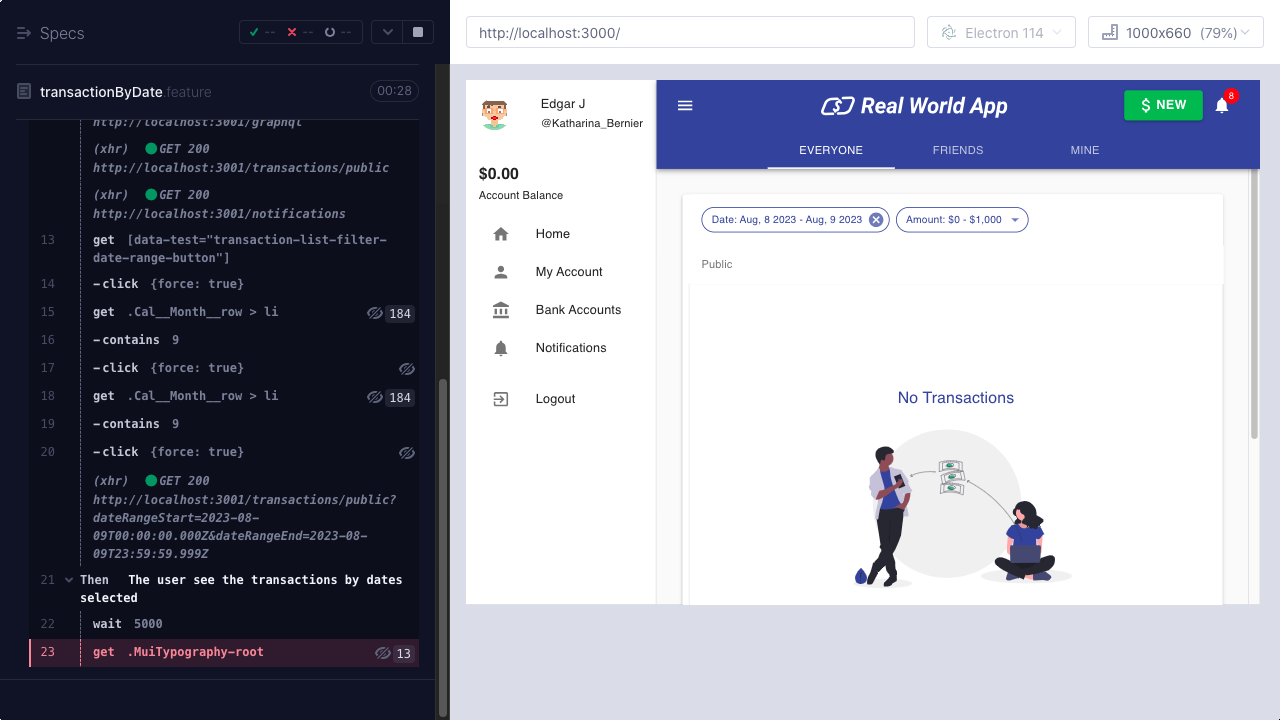 Specs
--
--
--
transactionByDate.feature
00:28
http://localhost:3001/graphql
(xhr) GET 200
http://localhost:3001/transactions/public
(xhr) GET 200
http://localhost:3001/notifications
13 get [data-test="transaction-list-filter-
date-range-button"]
14 -click {force: true}
15 get .Cal__Month__row > li 184
16 -contains 9
17 -click {force: true}
18 get .Cal__Month__row > li 184
19 -contains 9
20 -click {force: true}
(xhr) GET 200
http://localhost:3001/transactions/public?
dateRangeStart=2023-08-
09T00:00:00.000Z&dateRangeEnd=2023-08-
09T23:59:59.999Z
21 Then The user see the transactions by dates
selected
22 wait 5000
23 get .MuiTypography-root 13
http://localhost:3000/
Electron 114
1000x660 (79%)
Edgar J
@Katharina_Bernier
$0.00
Account Balance
Home
My Account
Bank Accounts
Notifications
Logout
Real World App
$ NEW
8
EVERYONE
FRIENDS
MINE
Date: Aug, 8 2023 - Aug, 9 2023
Amount: $0 - $1,000
Public
No Transactions